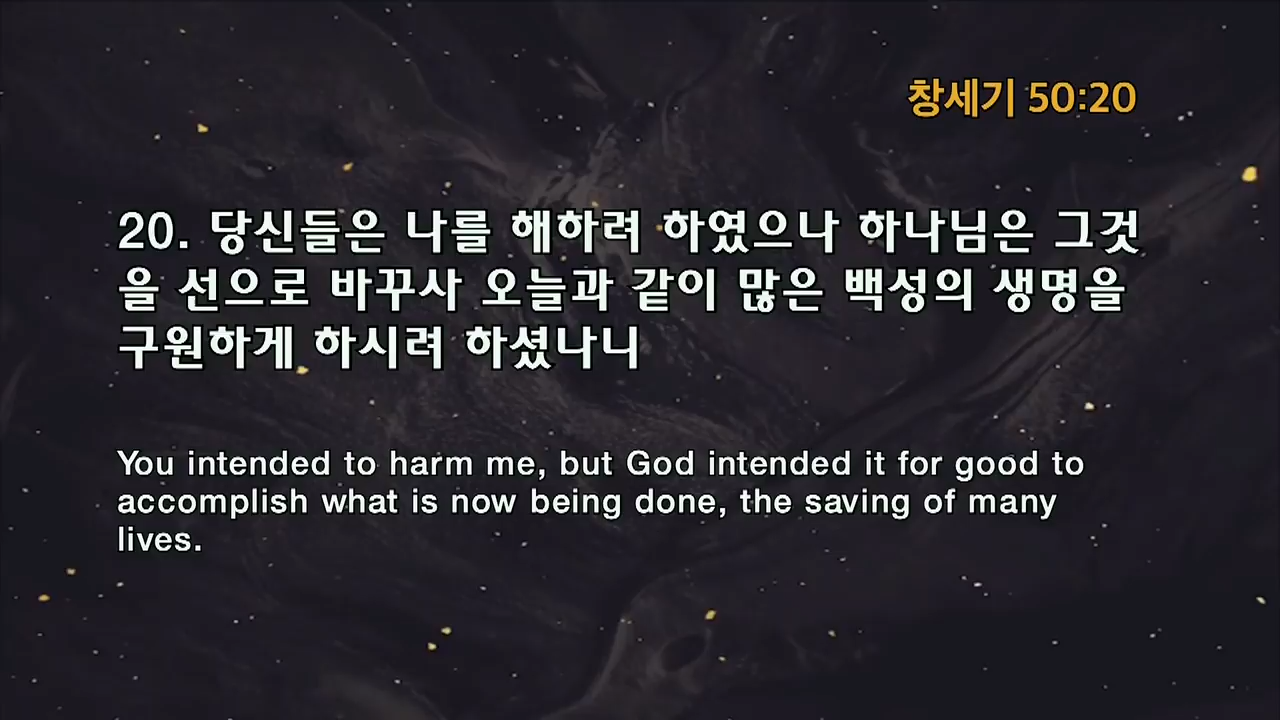 창세기 50:20
20. 당신들은 나를 해하려 하였으나 하나님은 그것
을 선으로 바꾸사 오늘과 같이 많은 백성의 생명을
구원하게 하시려 하셨나니
You intended to harm me, but God intended it for good to
accomplish what is now being done, the saving of many
lives.